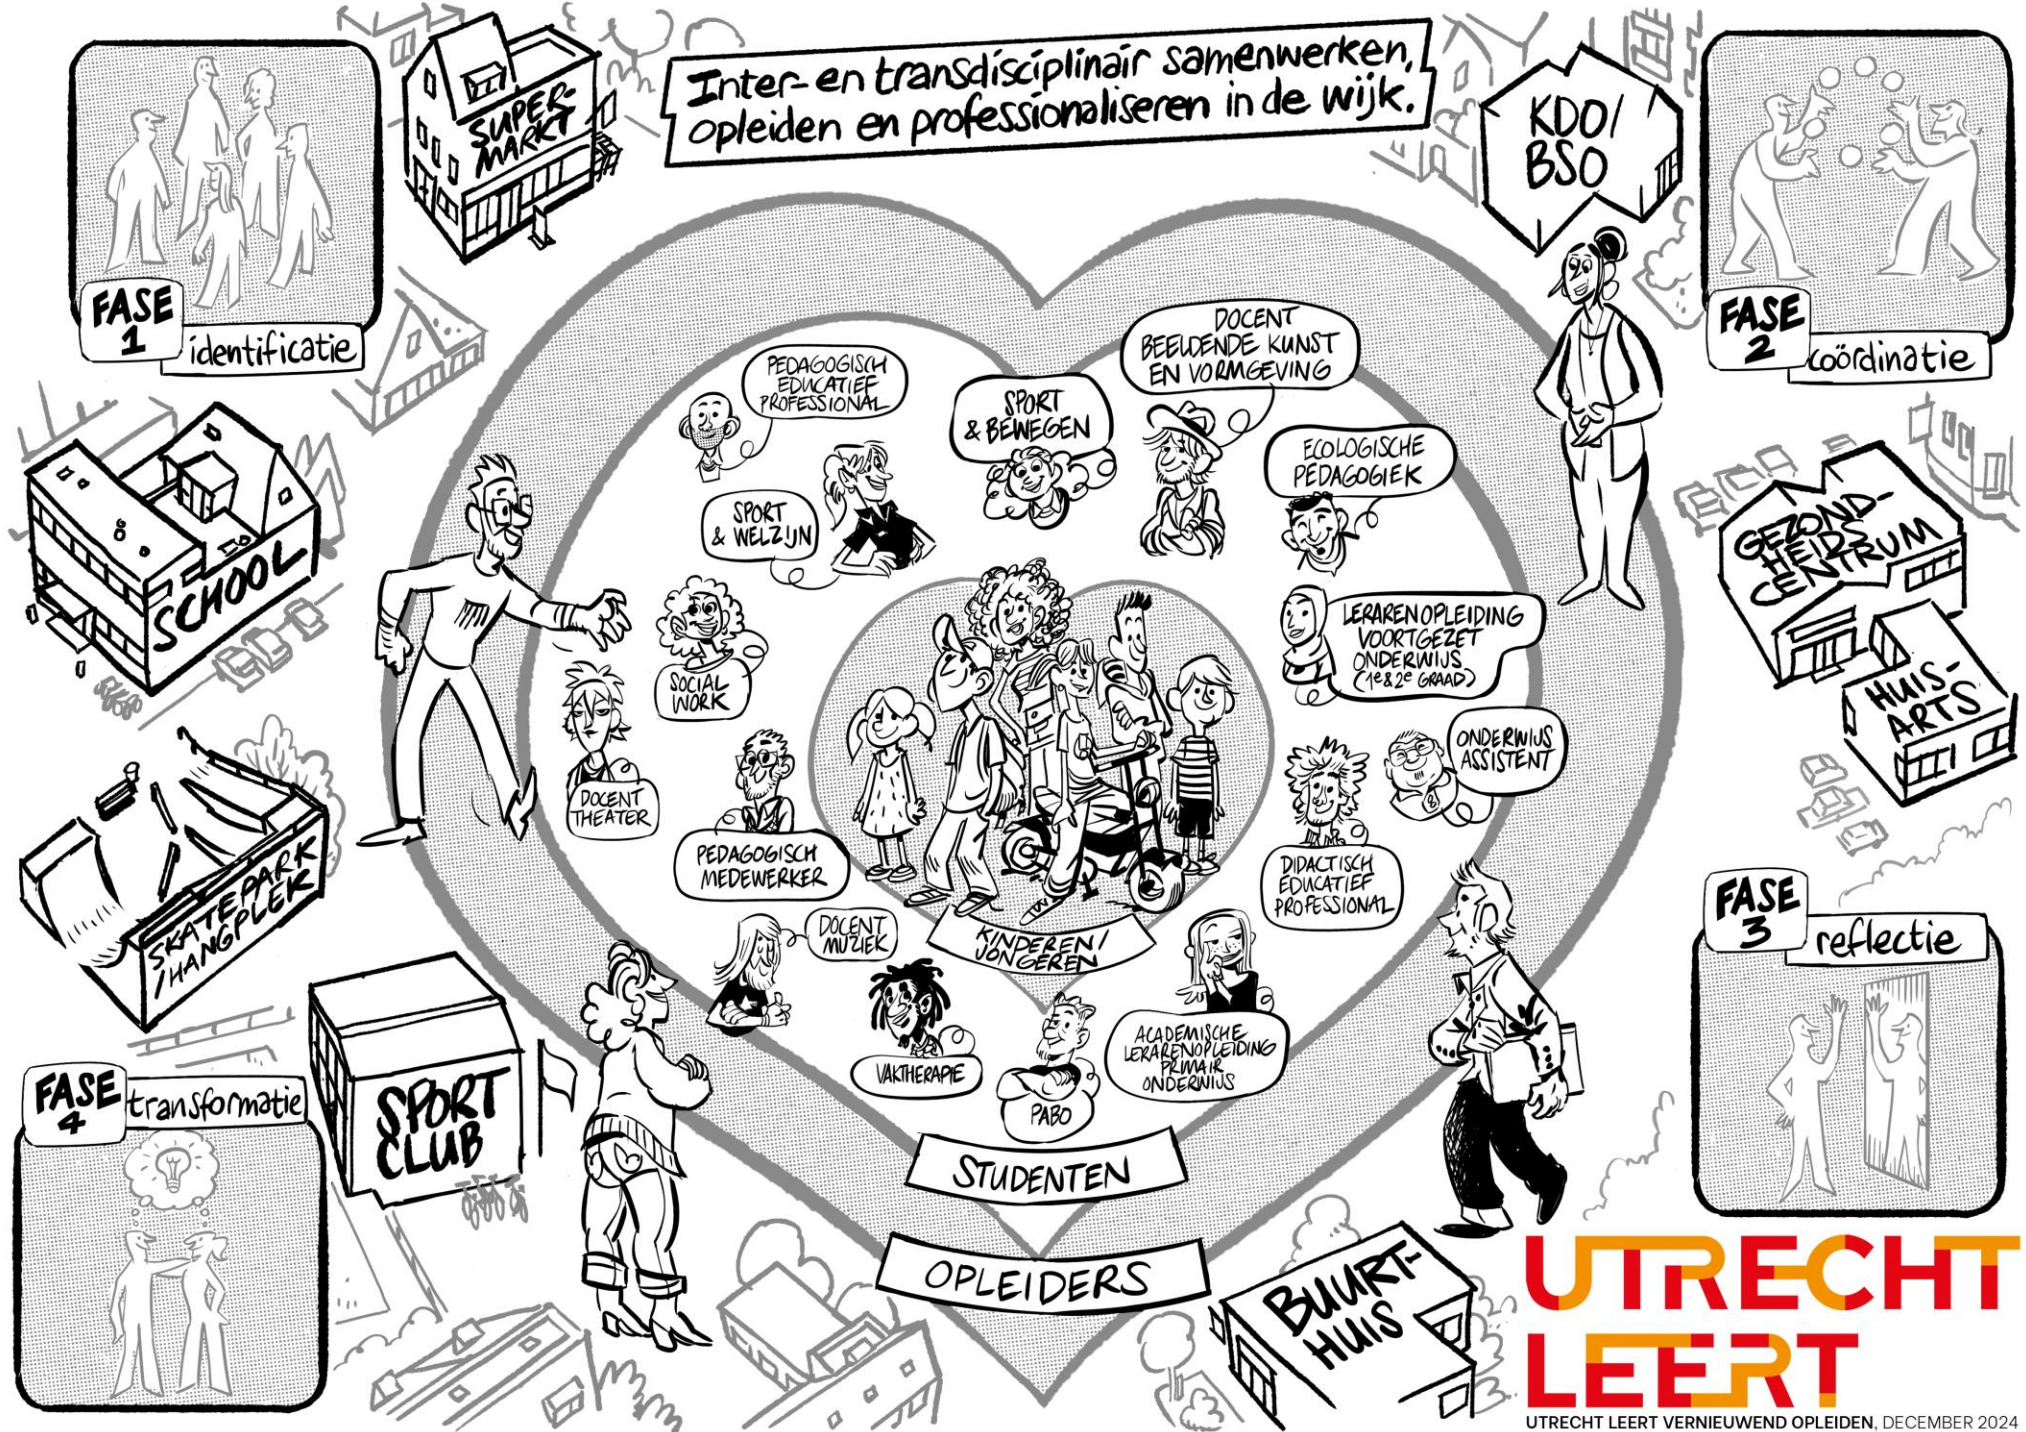 Inter- en transdisciplinair samenwerken,
opleiden en professionaliseren in de wijk.
FASE
1
identificatie
SUPER-
MARKT
KDO/
BSO
FASE
2
coördinatie
SCHOOL
GEZOND-
HEIDS
CENTRUM
HUIS-
ARTS
SKATEPARK
/HANGPLEK
SPORT
CLUB
FASE
3
reflectie
FASE
4
transformatie
BUURT-
HUIS
PEDAGOGISCH
EDUCATIEF
PROFESSIONAL
SPORT
& BEWEGEN
DOCENT
BEELDENDE KUNST
EN VORMGEVING
ECOLOGISCHE
PEDAGOGIEK
SPORT
& WELZIJN
LERARENOPLEIDING
VOORTGEZET
ONDERWIJS
(1e & 2e GRAAD)
SOCIAL
WORK
ONDERWIJS
ASSISTENT
DOCENT
THEATER
PEDAGOGISCH
MEDEWERKER
DIDACTISCH
EDUCATIEF
PROFESSIONAL
DOCENT
MUZIEK
KINDEREN/
JONGEREN
VAKTHERAPIE
PABO
ACADEMISCHE
LERARENOPLEIDING
PRIMAIR
ONDERWIJS
STUDENTEN
OPLEIDERS
UTRECHT
LEERT
UTRECHT LEERT VERNIEUWEND OPLEIDEN, DECEMBER 2024